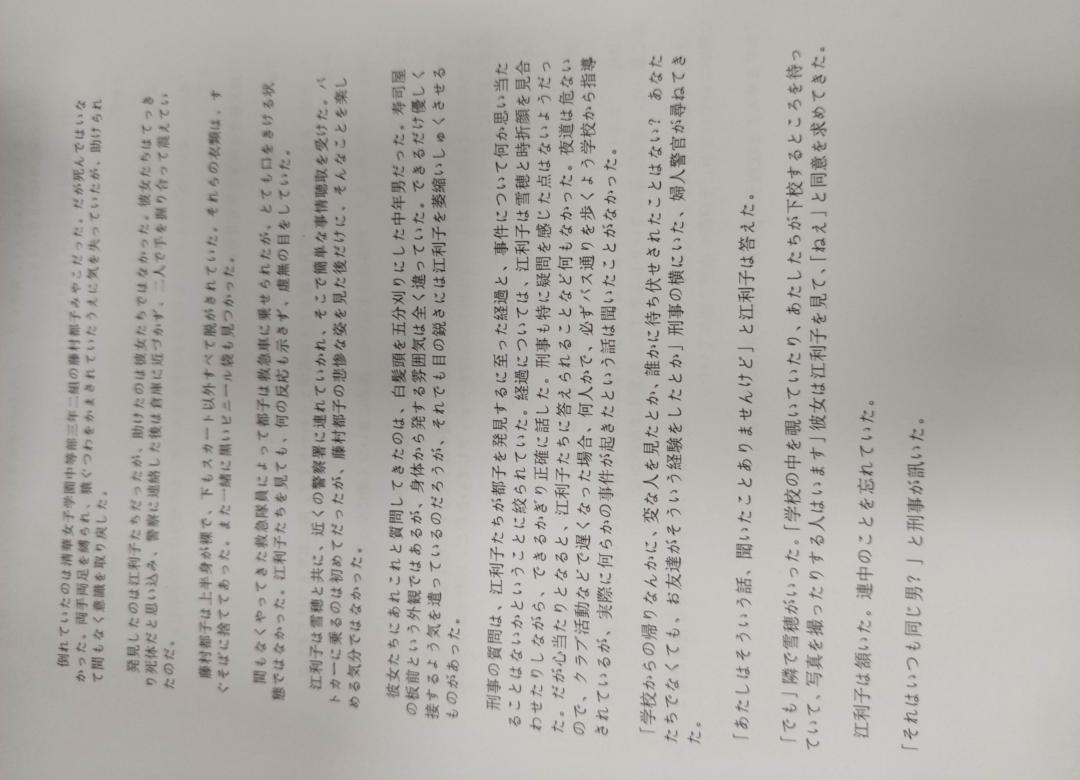 倒れていたのは清華女子学園中等部三年二組の藤村都子みやこだった。だが死んではいな
かった。両手両足を縛られ、猿ぐつわをかまされていたうえに気を失っていたが、助けられ
て間もなく意識を取り戻した。
発見したのは江利子たちだったが、助けたのは彼女たちではなかった。彼女たちはてっき
り死体だと思い込み、警察に連絡した後は倉庫に近づかず、二人で手を握り合って震えてい
たのだ。
藤村都子は上半身が裸で、下もスカート以外すべて脱がされていた。それらの衣類は、す
ぐそばに捨ててあった。また一緒に黒いビニール袋も見つかった。
間もなくやってきた救急隊員によって都子は救急車に乗せられたが、とても口をきける状
態ではなかった。江利子たちを見ても、何の反応も示さず、虚無の目をしていた。
江利子は雪穂と共に、近くの警察署に連れていかれ、そこで簡単な事情聴取を受けた。パ
トカーに乗るのは初めてだったが、藤村都子の悲惨な姿を見た後だけに、そんなことを楽し
める気分ではなかった。
彼女たちにあれこれと質問してきたのは、白髪頭を五分刈りにした中年男だった。寿司屋
の板前という外観ではあるが、身体から発する雰囲気は全く違っていた。できるだけ優しく
接するよう気を遣っているのだろうが、それでも目の鋭さには江利子を萎縮いしゅくさせる
ものがあった。
刑事の質問は、江利子たちが都子を発見するに至った経過と、事件について何か思い当た
ることはないかということに絞られていた。経過については、江利子は雪穂と時折顔を見合
わせたりしながら、できるかぎり正確に話した。刑事も特に疑問を感じた点はないようだっ
た。だが心当たりとなると、江利子たちに答えられることなど何もなかった。夜道は危ない
ので、クラブ活動などで遅くなった場合、何人かで、必ずバス通りを歩くよう学校から指導
されているが、実際に何らかの事件が起きたという話は聞いたことがなかった。
「学校からの帰りなんかに、変な人を見たとか、誰かに待ち伏せされたことはない？ あなた
たちでなくても、お友達がそういう経験をしたとか」刑事の横にいた、婦人警官が尋ねてき
た。
「あたしはそういう話、聞いたことありませんけど」と江利子は答えた。
「でも」隣で雪穂がいった。「学校の中を覗いていたり、あたしたちが下校するところを待っ
ていて、写真を撮ったりする人はいます」彼女は江利子を見て、「ねえ」と同意を求めてきた。
江利子は頷いた。連中のことを忘れていた。
「それはいつも同じ男？」と刑事が訊いた。